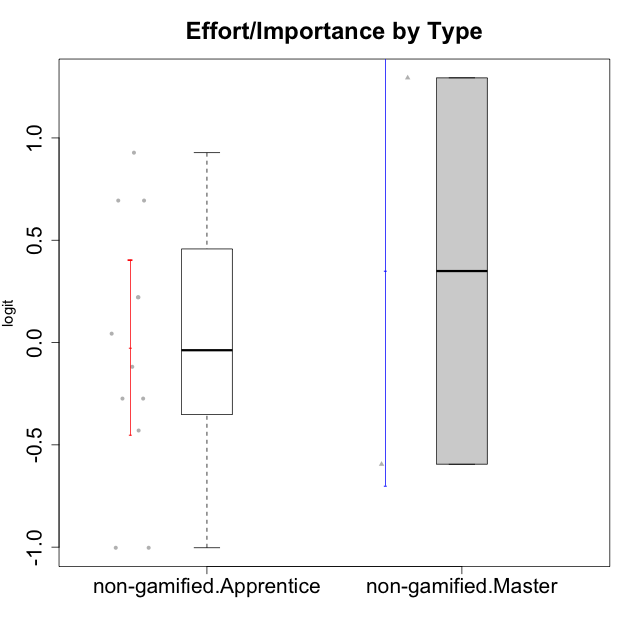 Effort/Importance by Type
logit
1.0
0.5
0.0
-0.5
-1.0
non-gamified.Apprentice
non-gamified.Master